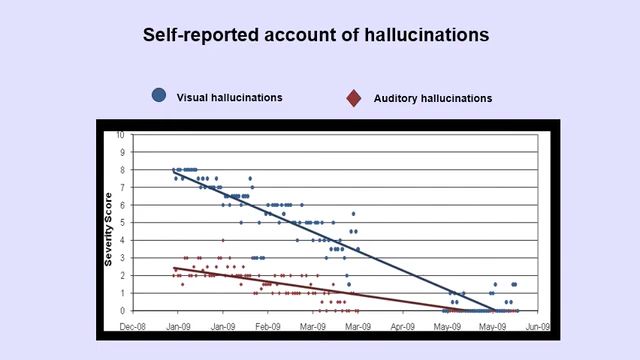 Self-reported account of hallucinations
Visual hallucinations
Auditory hallucinations
Severity Score
10
9
8
7
6
5
4
3
2
1
0
Dec-08 Jan-09 Jan-09 Feb-09 Mar-09 Mar-09 Apr-09 May-09 May-09 Jun-09